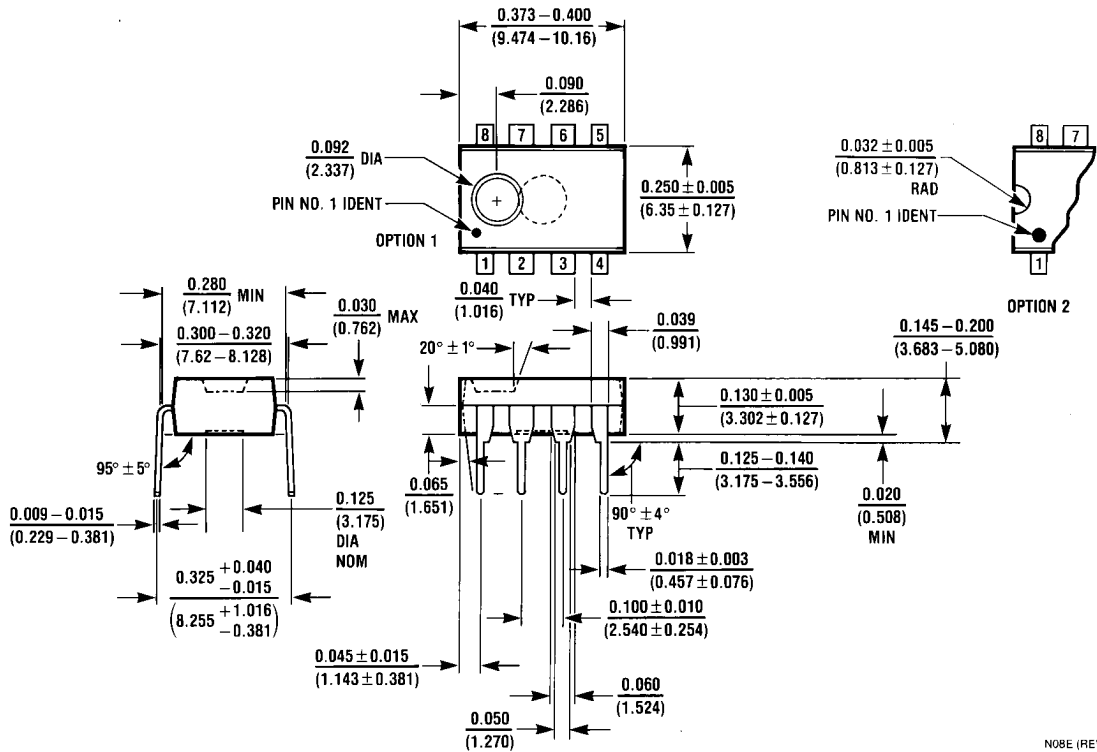 0.373 – 0.400
(9.474 – 10.16)
0.090
(2.286)
8 7 6 5
0.092 DIA
(2.337)
PIN NO. 1 IDENT
OPTION 1
1 2 3 4
0.250 ± 0.005
(6.35 ± 0.127)
8 7
0.032 ± 0.005
(0.813 ± 0.127)
RAD
PIN NO. 1 IDENT
1
OPTION 2
0.280 MIN
(7.112)
0.300 – 0.320
(7.62 – 8.128)
0.030 MAX
(0.762)
0.040 TYP
(1.016)
0.039
(0.991)
0.145 – 0.200
(3.683 – 5.080)
20° ± 1°
0.130 ± 0.005
(3.302 ± 0.127)
95° ± 5°
0.065
(1.651)
0.125 – 0.140
(3.175 – 3.556)
90° ± 4°
TYP
0.020
(0.508)
MIN
0.009 – 0.015
(0.229 – 0.381)
0.125
(3.175)
DIA
NOM
0.018 ± 0.003
(0.457 ± 0.076)
0.325 +0.040
-0.015
(8.255 +1.016
-0.381)
0.100 ± 0.010
(2.540 ± 0.254)
0.045 ± 0.015
(1.143 ± 0.381)
0.060
(1.524)
0.050
(1.270)
N08E